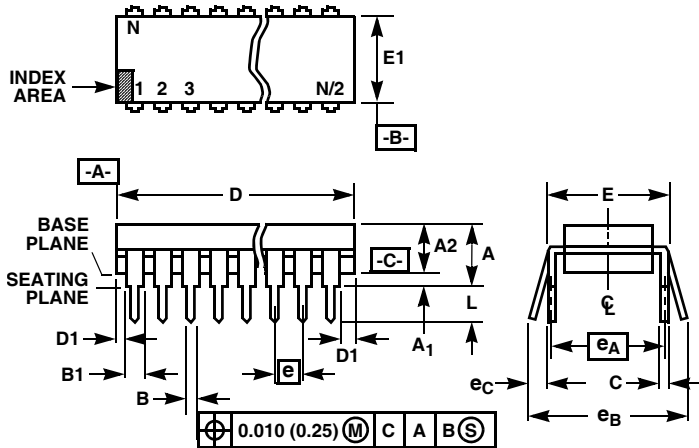 N
E1
INDEX
AREA
1 2 3 N/2
-B-
-A-
D
E
BASE
PLANE
A2
A
-C-
SEATING
PLANE
L
C̵L
D1
A1
D1
eA
B1
e
eC
C
B
eB
0.010 (0.25) Ⓜ C A B Ⓢ